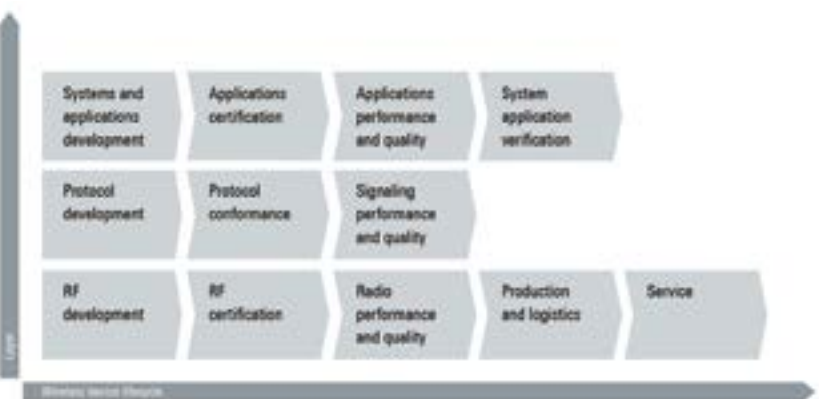 Systems and
applications
development
Applications
certification
Applications
performance
and quality
System
application
verification
Protocol
development
Protocol
conformance
Signaling
performance
and quality
RF
development
RF
certification
Radio
performance
and quality
Production
and logistics
Service
Layer
Wireless device lifecycle